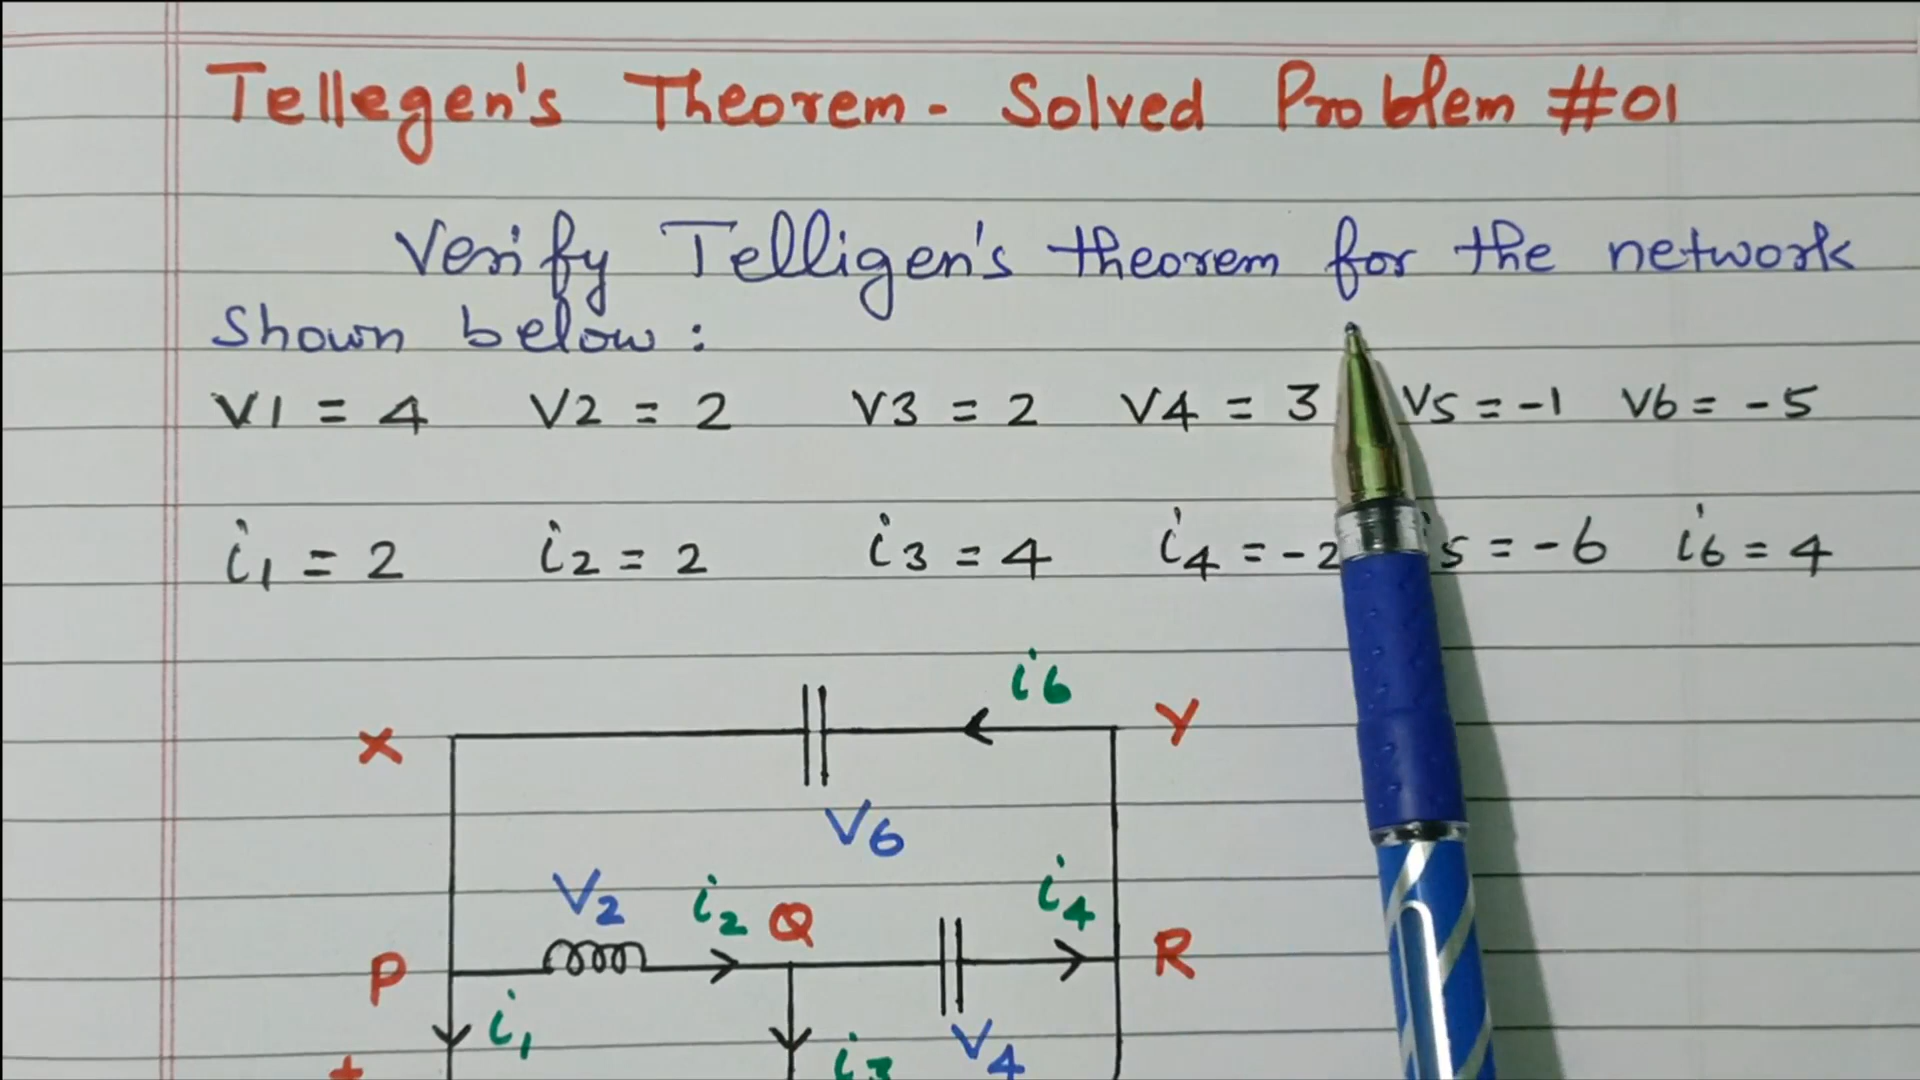 Tellegen's Theorem - Solved Problem #01
Verify Telligen's theorem for the network
shown below:
V1 = 4 V2 = 2 V3 = 2 V4 = 3 V5 = -1 V6 = -5
i1 = 2 i2 = 2 i3 = 4 i4 = -2 5 = -6 i6 = 4
i6
X Y
V6
V2 i2 Q i4
P R
i1 V4
+ i3